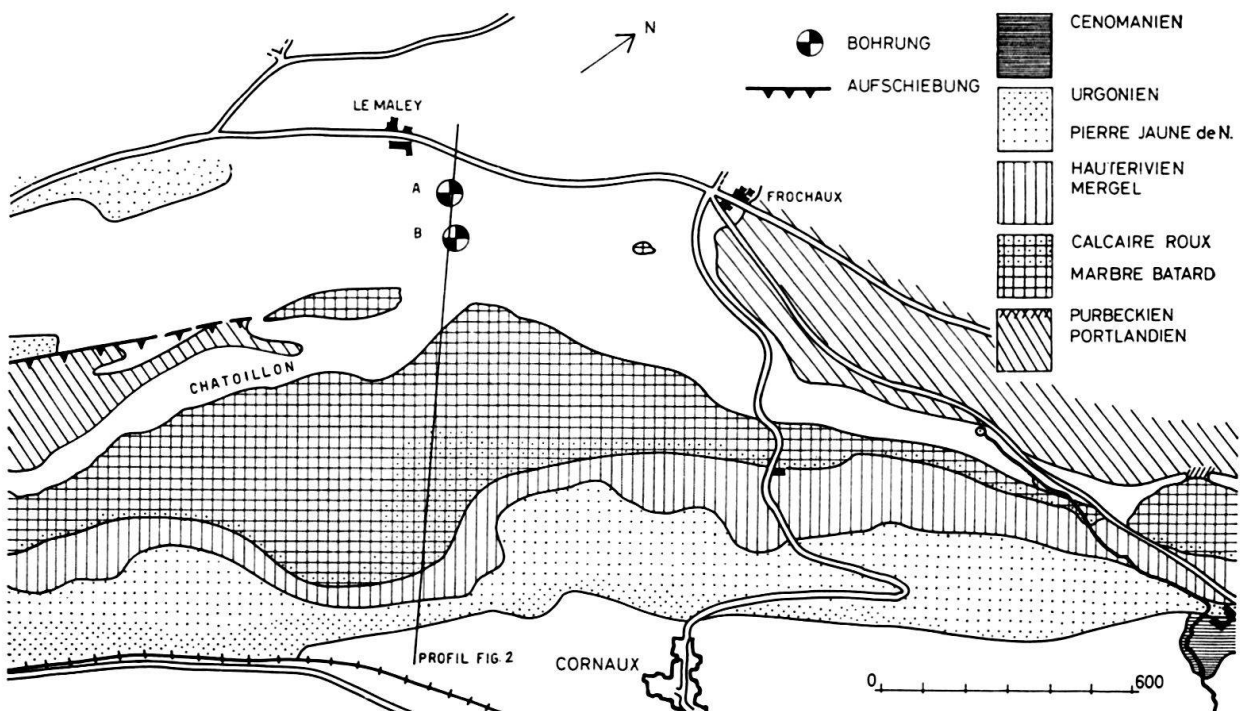 N
BOHRUNG
AUFSCHIEBUNG
CENOMANIEN
URGONIEN
PIERRE JAUNE de N.
HAUTERIVIEN
MERGEL
CALCAIRE ROUX
MARBRE BATARD
PURBECKIEN
PORTLANDIEN
LE MALEY
A
B
FROCHAUX
CHATOILLON
PROFIL FIG. 2
CORNAUX
0
600